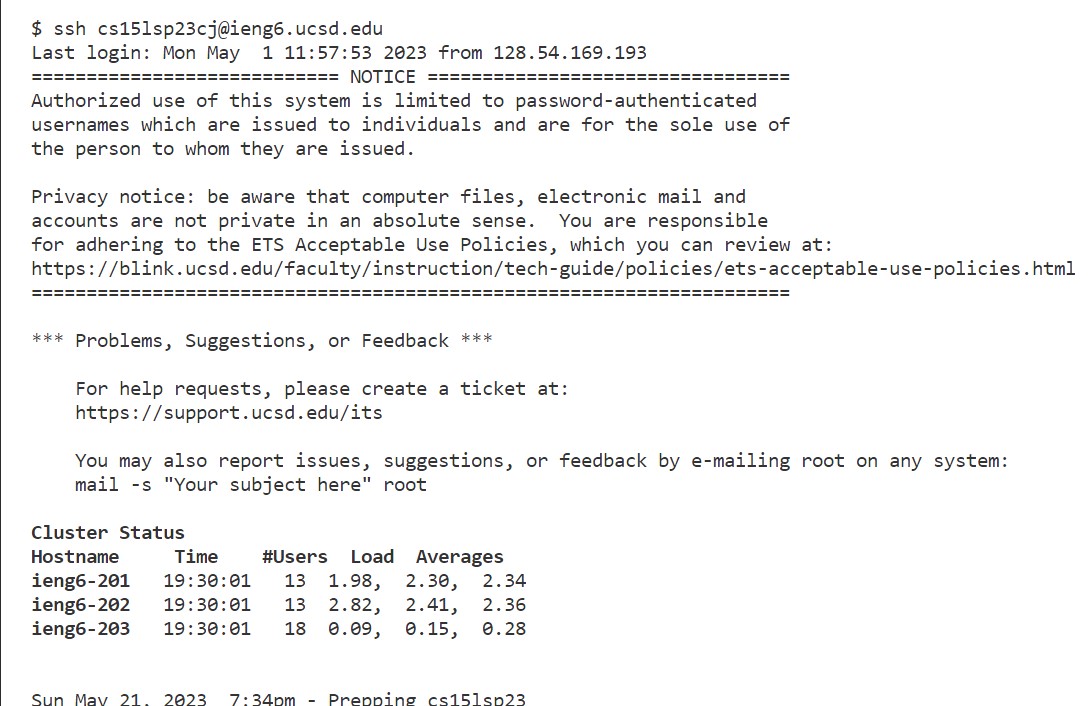 $ ssh cs15lsp23cj@ieng6.ucsd.edu
Last login: Mon May  1 11:57:53 2023 from 128.54.169.193
============================ NOTICE =================================
Authorized use of this system is limited to password-authenticated
usernames which are issued to individuals and are for the sole use of
the person to whom they are issued.

Privacy notice: be aware that computer files, electronic mail and
accounts are not private in an absolute sense.  You are responsible
for adhering to the ETS Acceptable Use Policies, which you can review at:
https://blink.ucsd.edu/faculty/instruction/tech-guide/policies/ets-acceptable-use-policies.html
=====================================================================

*** Problems, Suggestions, or Feedback ***

    For help requests, please create a ticket at:
    https://support.ucsd.edu/its

    You may also report issues, suggestions, or feedback by e-mailing root on any system:
    mail -s "Your subject here" root

Cluster Status
Hostname     Time    #Users  Load  Averages
ieng6-201   19:30:01   13  1.98,  2.30,  2.34
ieng6-202   19:30:01   13  2.82,  2.41,  2.36
ieng6-203   19:30:01   18  0.09,  0.15,  0.28

Sun May 21, 2023  7:34pm - Prepping cs15lsp23